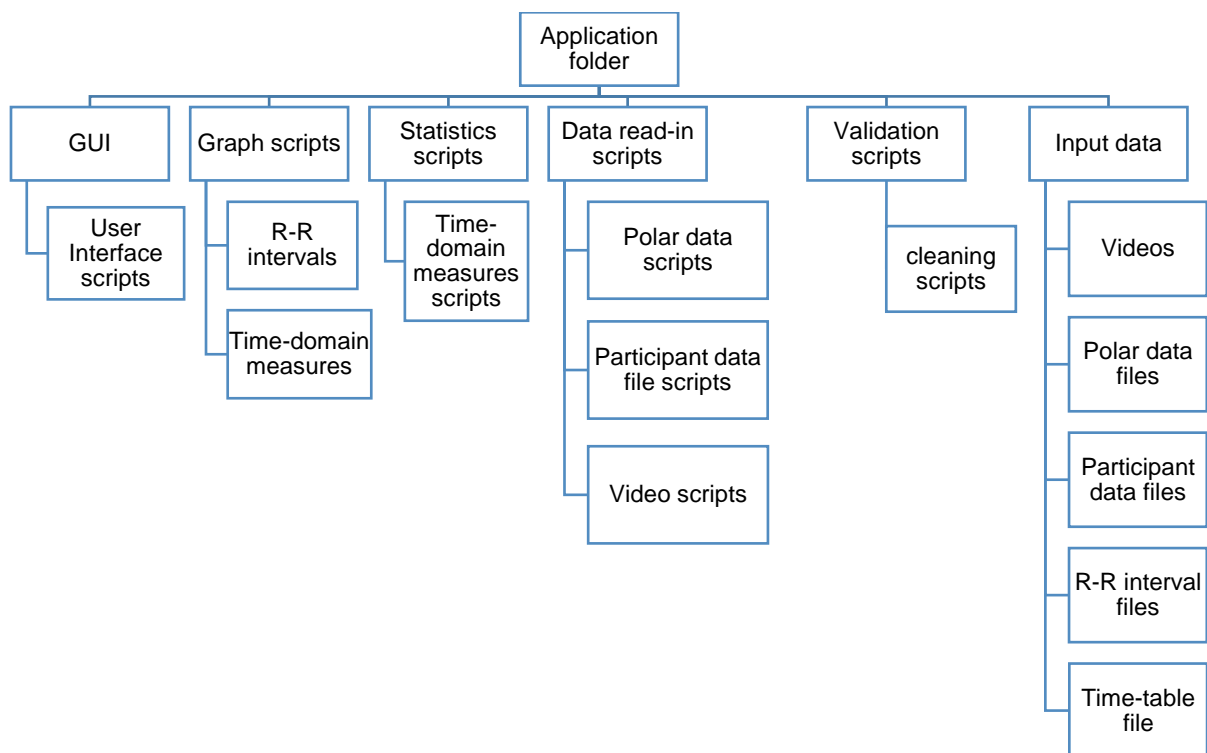 Application
folder
GUI
Graph scripts
Statistics
scripts
Data read-in
scripts
Validation
scripts
Input data
User
Interface
scripts
R-R
intervals
Time-domain
measures
Time-
domain
measures
scripts
Polar data
scripts
Participant data
file scripts
Video scripts
cleaning
scripts
Videos
Polar data
files
Participant
data files
R-R interval
files
Time-table
file